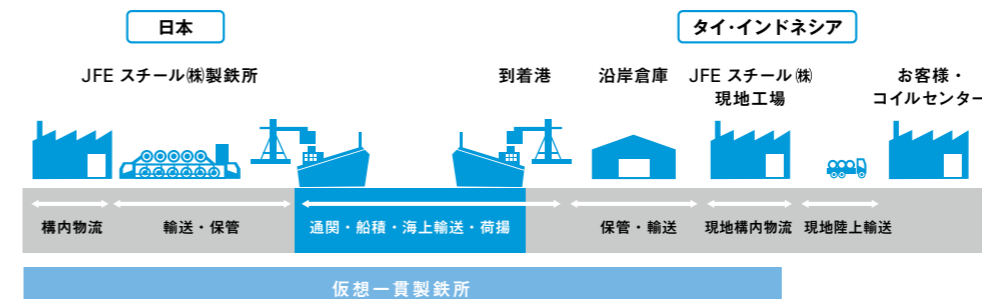 日本
タイ・インドネシア
JFE スチール㈱製鉄所
到着港
沿岸倉庫
JFE スチール㈱
現地工場
お客様・
コイルセンター
構内物流
輸送・保管
通関・船積・海上輸送・荷揚
保管・輸送
現地構内物流
現地陸上輸送
仮想一貫製鉄所